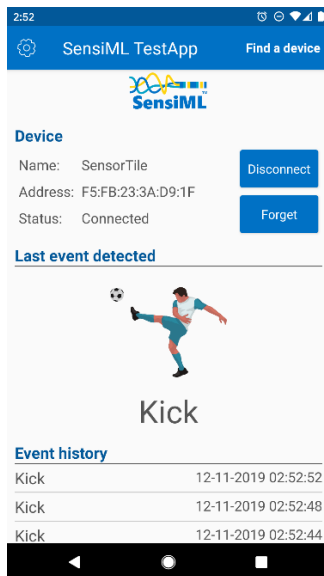 2:52
SensiML TestApp
Find a device
SensiML
Device
Name: SensorTile
Disconnect
Address: F5:FB:23:3A:D9:1F
Status: Connected
Forget
Last event detected
Kick
Event history
Kick 12-11-2019 02:52:52
Kick 12-11-2019 02:52:48
Kick 12-11-2019 02:52:44